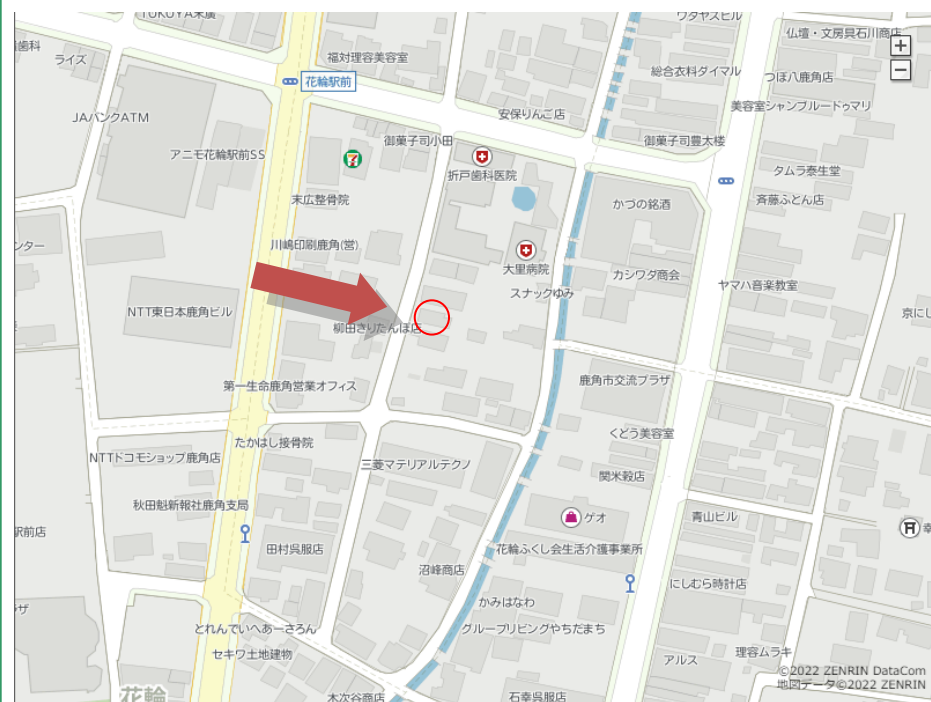 TUKUYA末廣
ワタヤスビル
仏壇・文房具石川商店
歯科
ライズ
福対理容美容室
花輪駅前
総合衣料ダイマル
つぼ八鹿角店
+
−
JAバンクATM
安保りんご店
美容室シャンブルードゥマリ
アニモ花輪駅前SS
御菓子司小田
御菓子司豊太楼
折戸歯科医院
タムラ泰生堂
末広整骨院
かづの銘酒
斉藤ふとん店
ンター
川嶋印刷鹿角(営)
大里病院
カシワダ商会
スナックゆみ
ヤマハ音楽教室
NTT東日本鹿角ビル
柳田きりたんぽ店
京にし
第一生命鹿角営業オフィス
鹿角市交流プラザ
たかはし接骨院
くどう美容室
NTTドコモショップ鹿角店
三菱マテリアルテクノ
関米穀店
秋田魁新報社鹿角支局
ゲオ
青山ビル
駅前店
田村呉服店
花輪ふくし会生活介護事業所
沼峰商店
にしむら時計店
かみはなわ
とれんでぃへあーさろん
グループリビングやちだまち
セキワ土地建物
アルス
理容ムラキ
©2022 ZENRIN DataCom
地図データ©2022 ZENRIN
花輪
木次谷商店
石幸呉服店